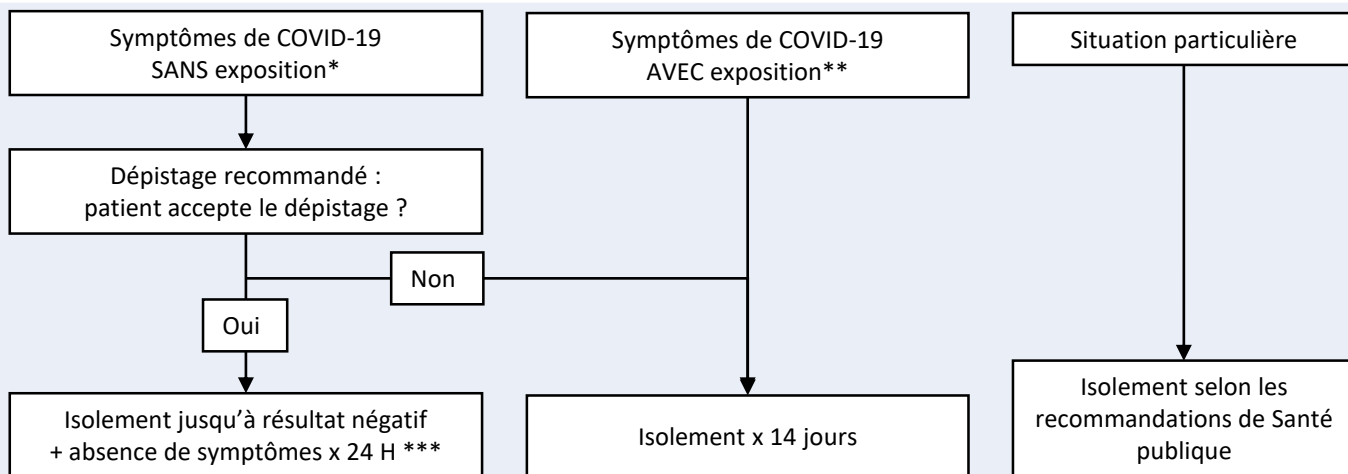 Symptômes de COVID-19
SANS exposition*
Symptômes de COVID-19
AVEC exposition**
Situation particulière
Dépistage recommandé :
patient accepte le dépistage ?
Non
Oui
Isolement jusqu’à résultat négatif
+ absence de symptômes x 24 H ***
Isolement x 14 jours
Isolement selon les
recommandations de Santé
publique